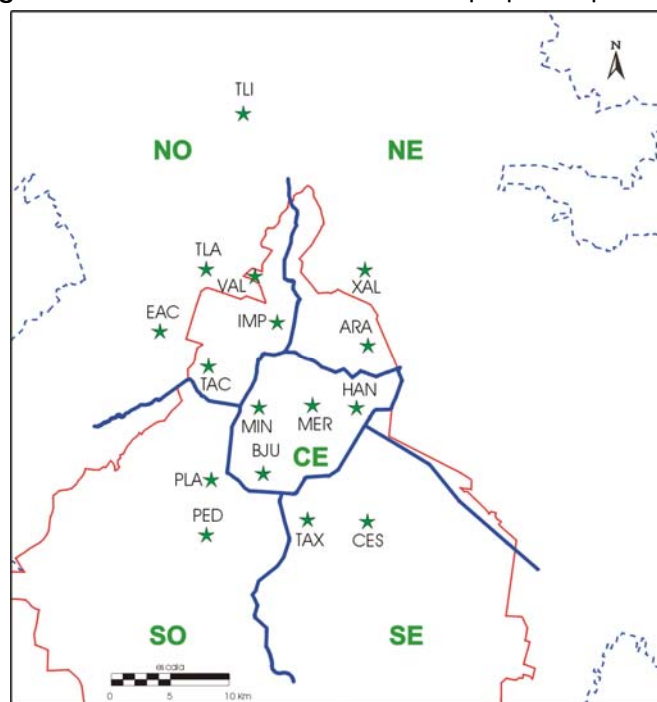 N
TLI
NO
NE
TLA
VAL
XAL
EAC
IMP
ARA
TAC
HAN
MIN
MER
BJU
CE
PLA
PED
TAX
CES
SO
SE
escala
0 5 10 Km